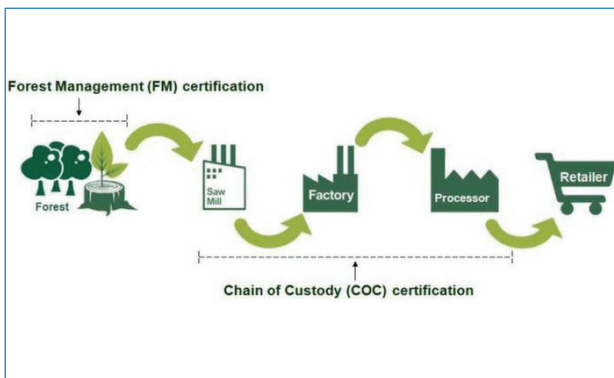 Forest Management (FM) certification
Forest
Saw
Mill
Factory
Processor
Retailer
Chain of Custody (COC) certification